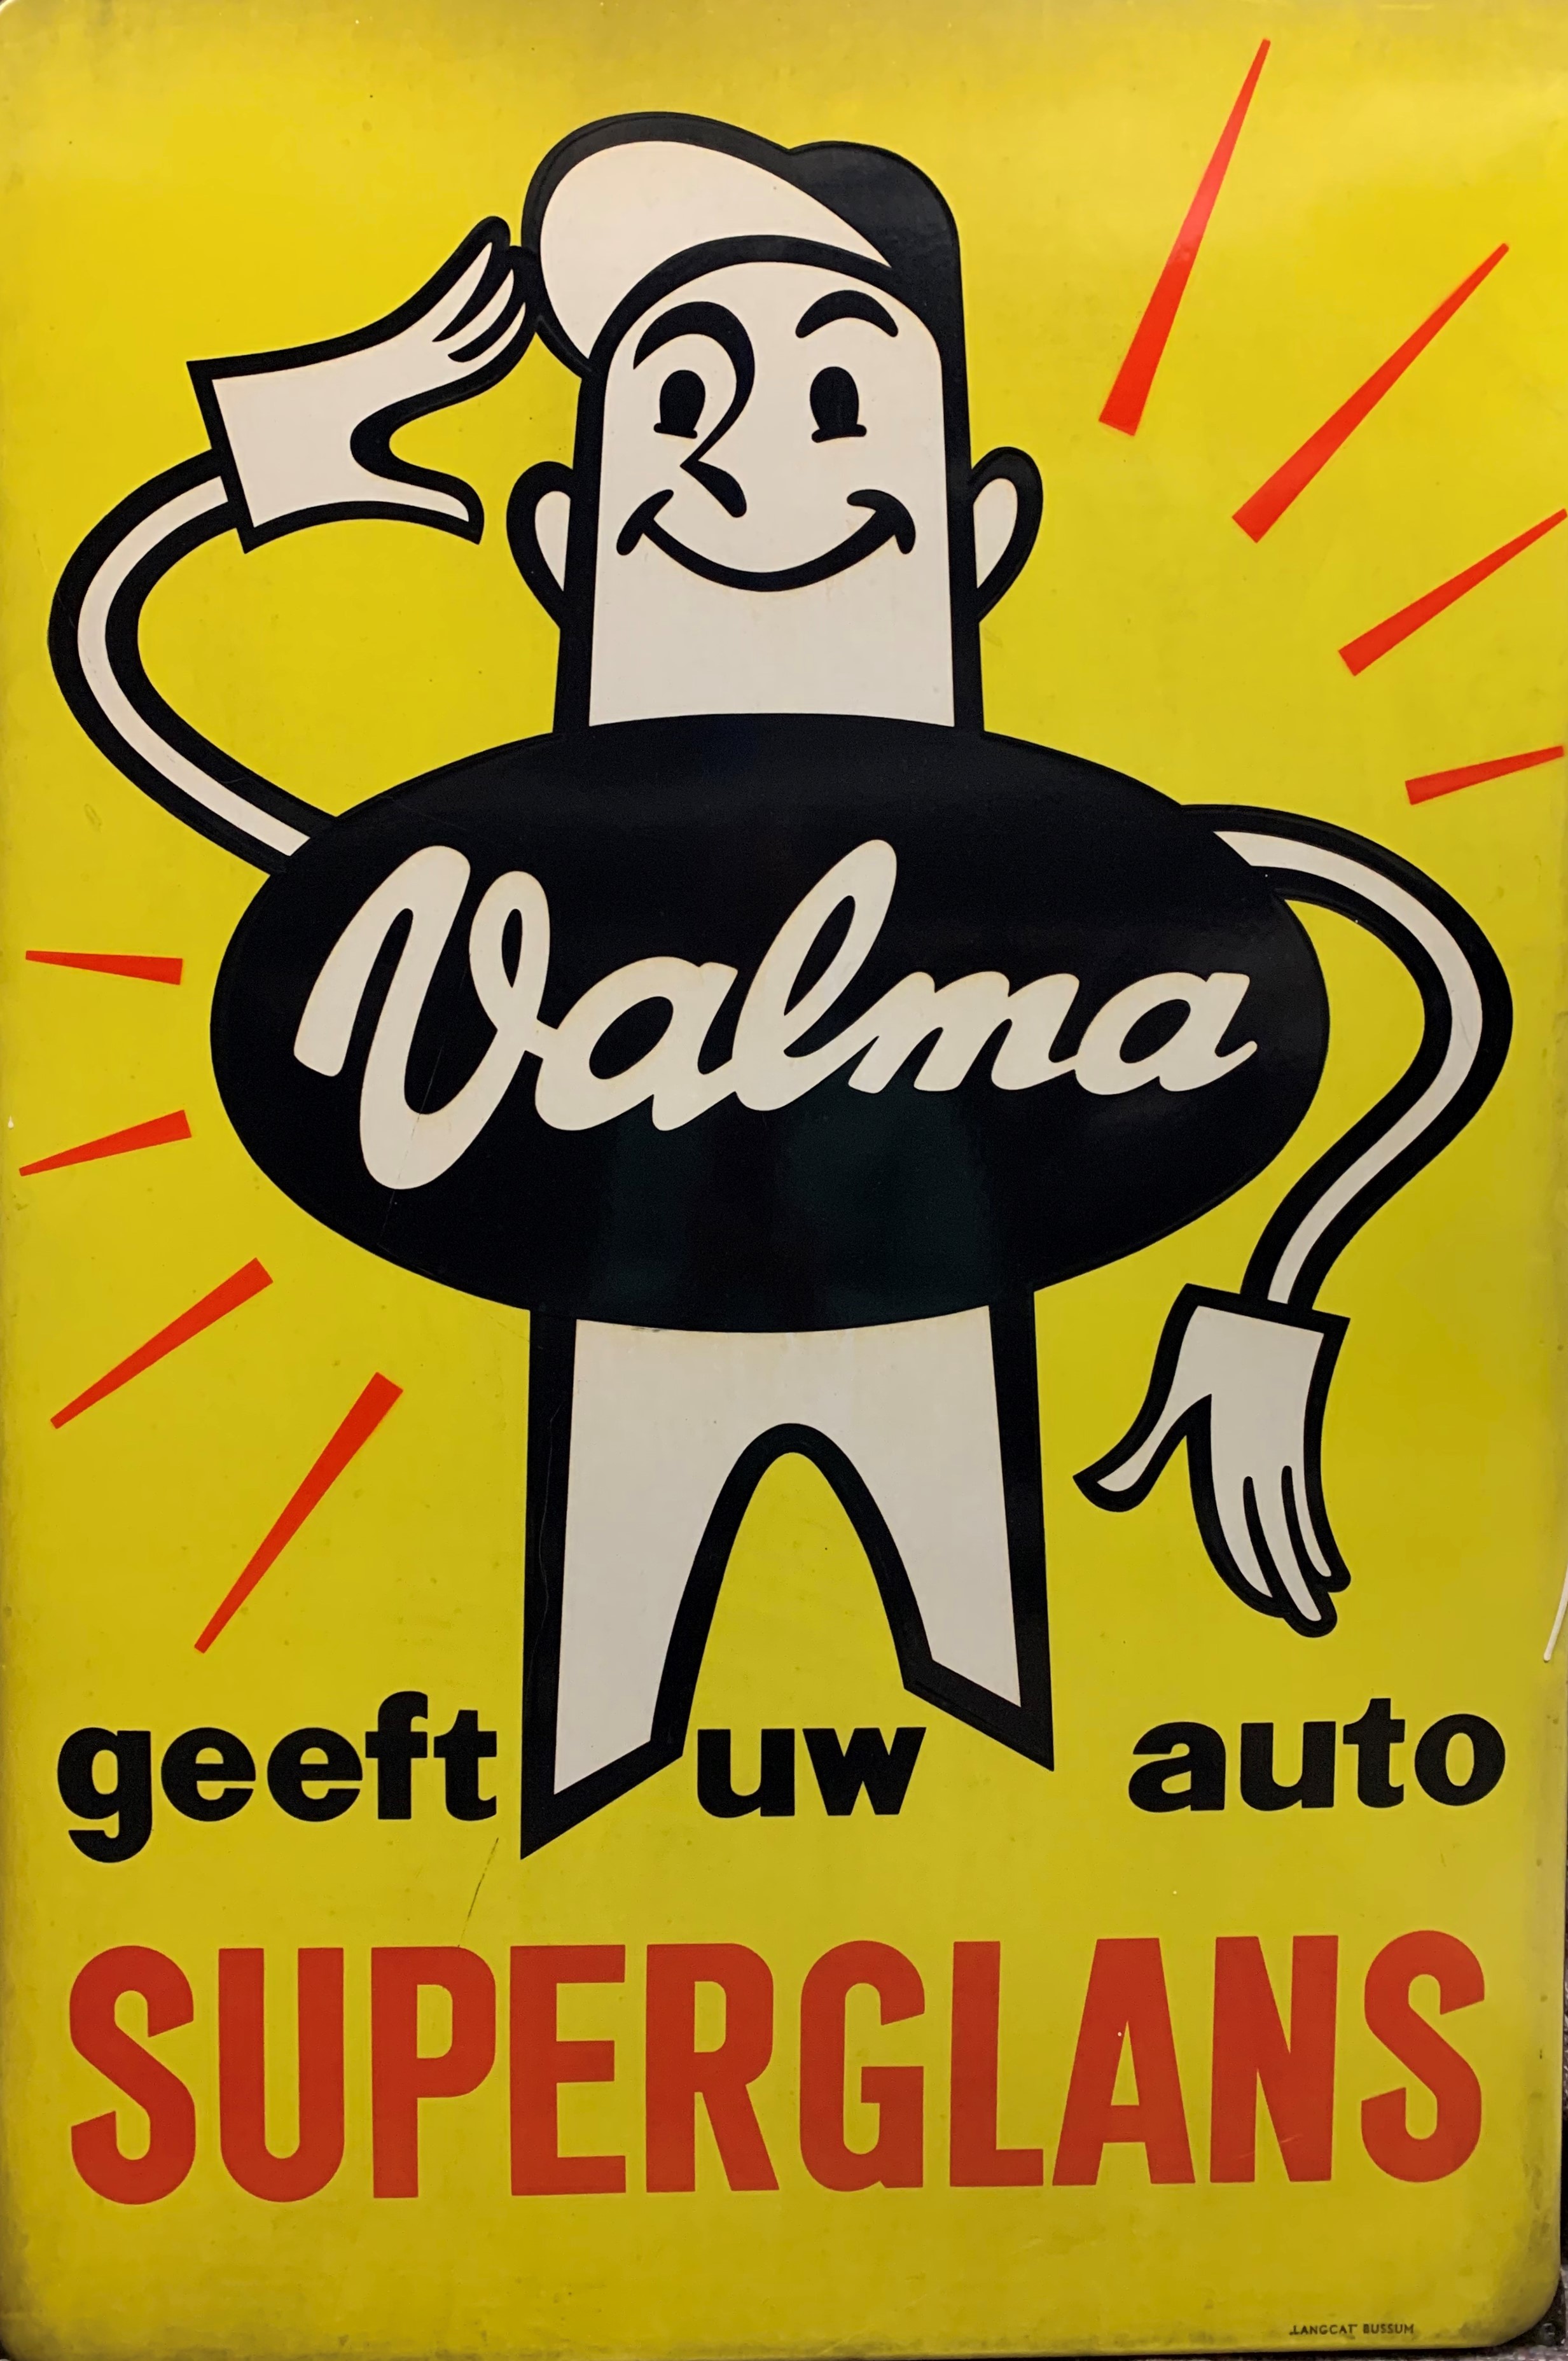 Valma
geeft uw auto
SUPERGLANS
„LANGCAT" BUSSUM